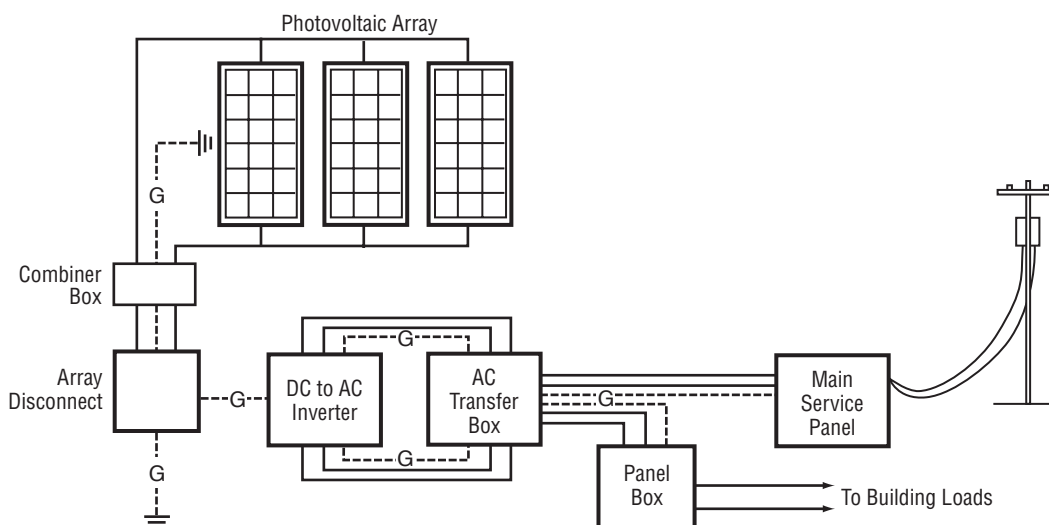 Photovoltaic Array
G
Combiner
Box
Array
Disconnect
G
G
DC to AC
Inverter
G
G
AC
Transfer
Box
G
Main
Service
Panel
Panel
Box
To Building Loads